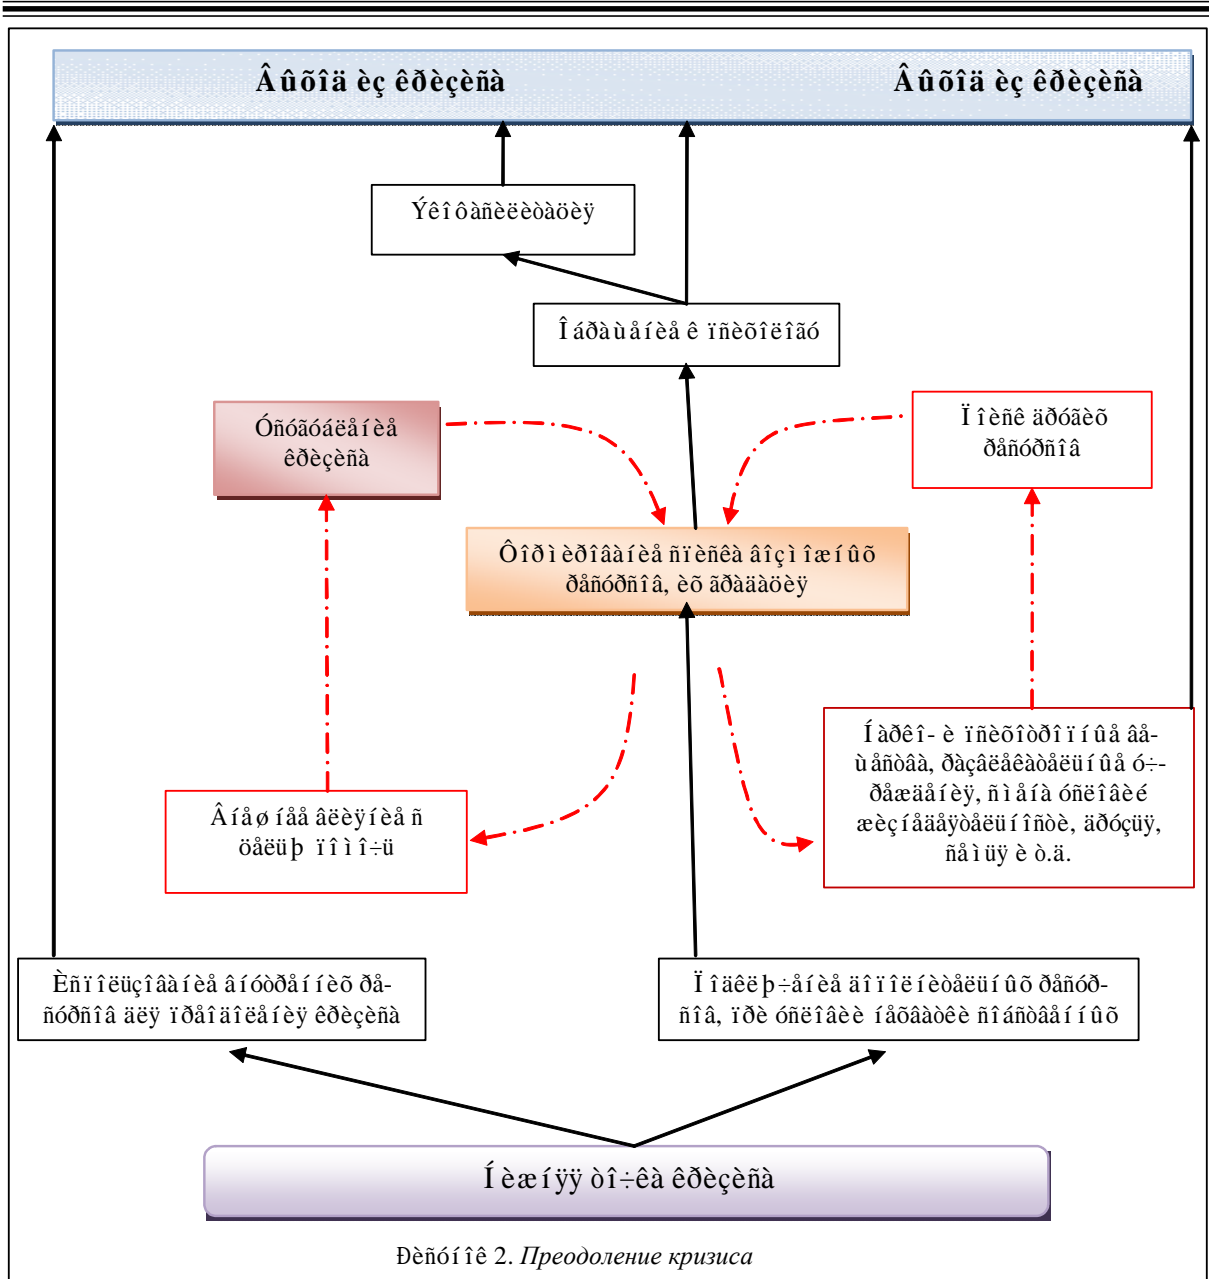 Âûõîä èç êðèçèñà Âûõîä èç êðèçèñà
Ýêîôàñèëèòàöèÿ
Îáðàùåíèå ê ïñèõîëîãó
Óñóãóáëåíèå
êðèçèñà
Ïîèñê äðóãèõ
ðåñóðñîâ
Ôîðìèðîâàíèå ñïèñêà âîçìîæíûõ
ðåñóðñîâ, èõ ãðàäàöèÿ
Íàðêî- è ïñèõîòðîïíûå âå-
ùåñòâà, ðàçâëåêàòåëüíûå ó÷-
ðåæäåíèÿ, ñìåíà óñëîâèé
æèçíåäåÿòåëüíîñòè, äðóçüÿ,
ñåìüÿ è ò.ä.
Âíåøíåå âëèÿíèå ñ
öåëüþ ïîìî÷ü
Èñïîëüçîâàíèå âíóòðåííèõ ðå-
ñóðñîâ äëÿ ïðåîäîëåíèÿ êðèçèñà
Ïîäêëþ÷åíèå äîïîëíèòåëüíûõ ðåñóð-
ñîâ, ïðè óñëîâèè íåõâàòêè ñîáñòâåííûõ
Íèæíÿÿ òî÷êà êðèçèñà
Ðèñóíîê 2. Преодоление кризиса